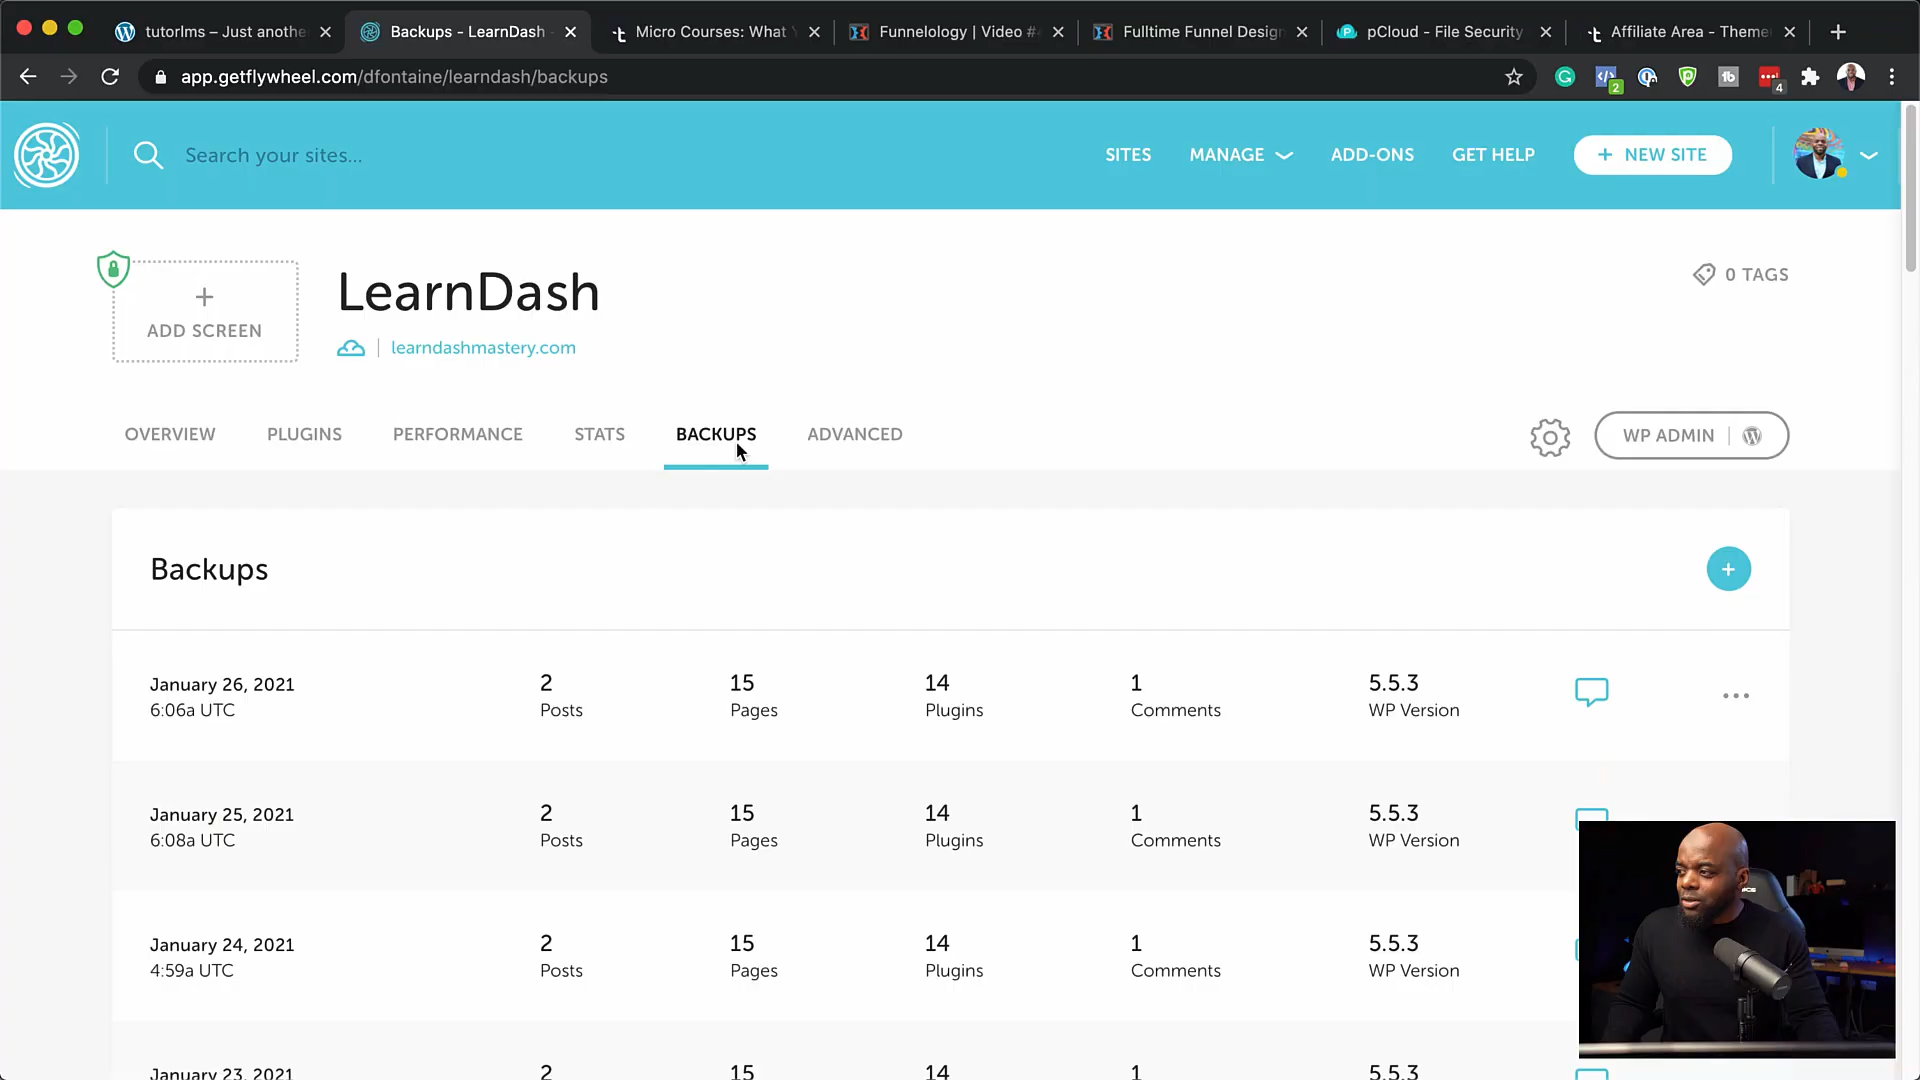 tutorlms – Just anothe
Backups - LearnDash -
Micro Courses: What Y
Funnelology | Video #
Fulltime Funnel Design
pCloud - File Security
Affiliate Area - Theme
app.getflywheel.com/dfontaine/learndash/backups
2
tb
4
Search your sites...
SITES
MANAGE
ADD-ONS
GET HELP
+ NEW SITE
+
ADD SCREEN
LearnDash
learndashmastery.com
0 TAGS
OVERVIEW
PLUGINS
PERFORMANCE
STATS
BACKUPS
ADVANCED
WP ADMIN
Backups
+
January 26, 2021 2 15 14 1 5.5.3
6:06a UTC Posts Pages Plugins Comments WP Version
January 25, 2021 2 15 14 1 5.5.3
6:08a UTC Posts Pages Plugins Comments WP Version
January 24, 2021 2 15 14 1 5.5.3
4:59a UTC Posts Pages Plugins Comments WP Version
January 23, 2021 2 15 14 1 5.5.3